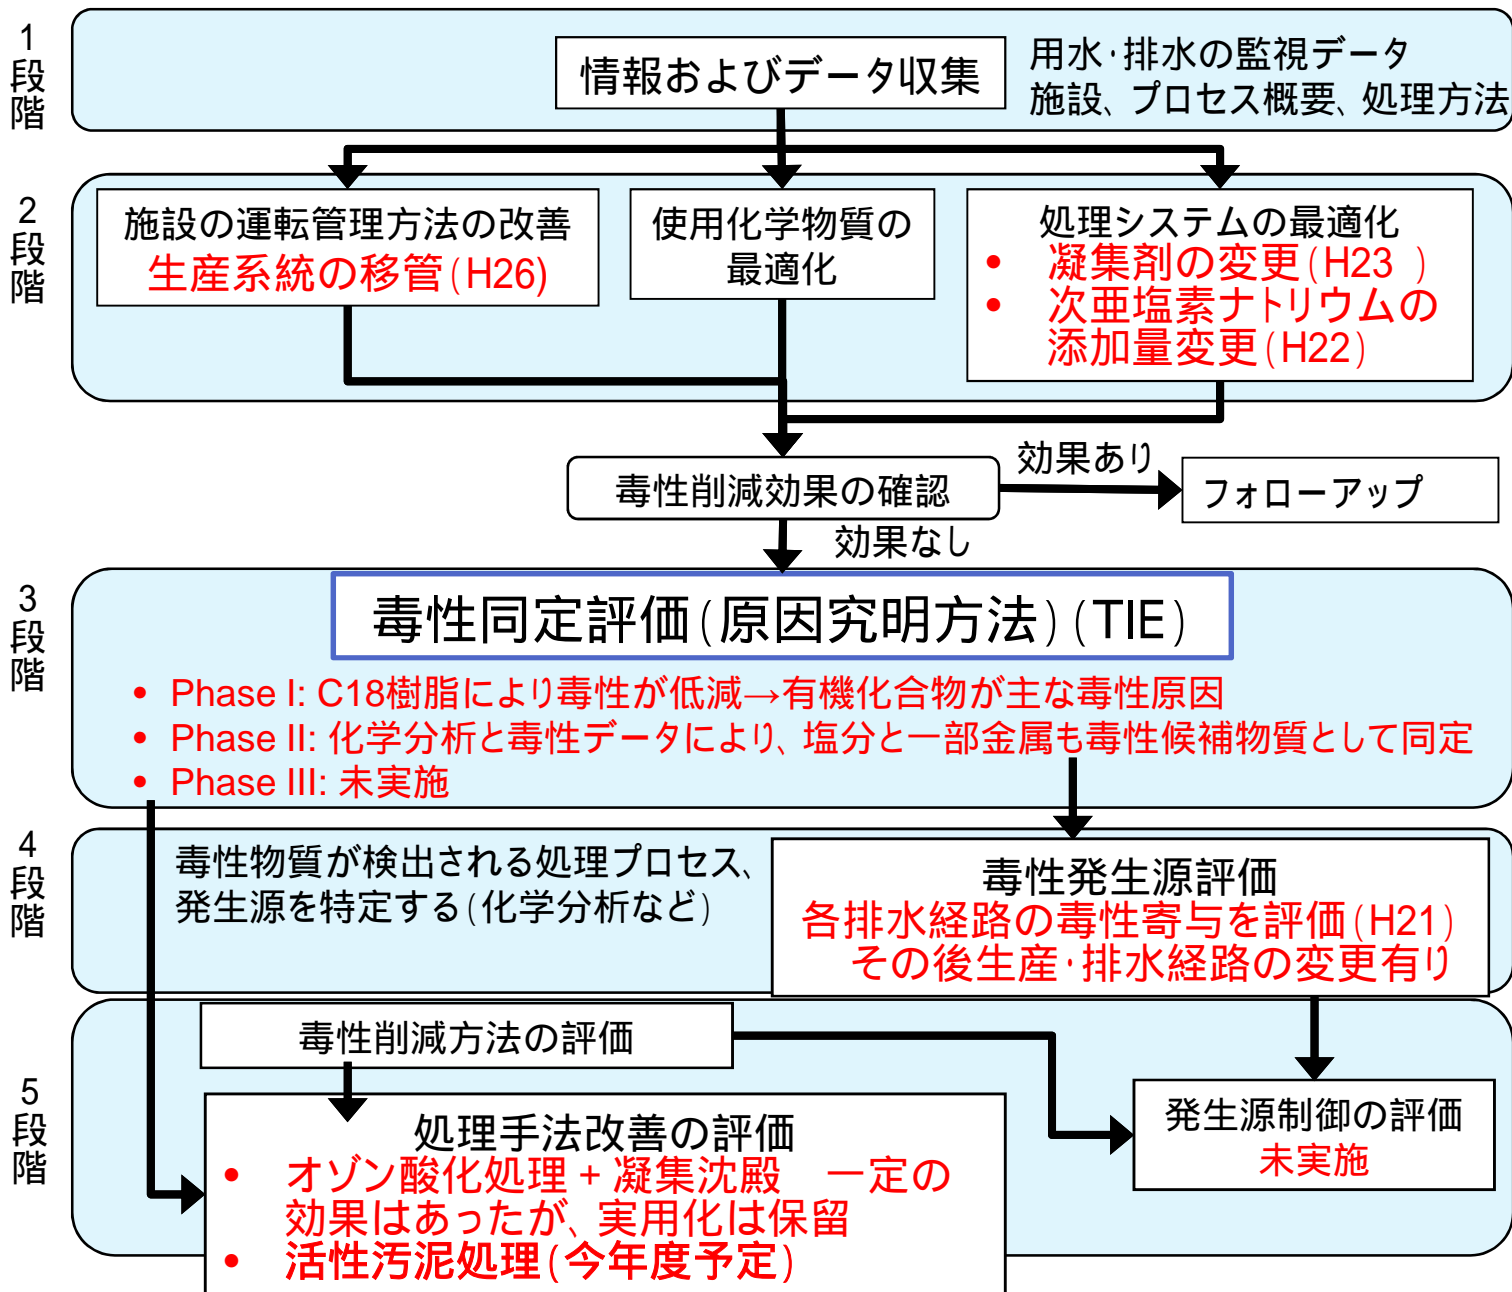 1段階
情報およびデータ収集
用水・排水の監視データ
施設、プロセス概要、処理方法
2段階
施設の運転管理方法の改善
生産系統の移管(H26)
使用化学物質の
最適化
処理システムの最適化
• 凝集剤の変更(H23 )
• 次亜塩素ナトリウムの
添加量変更(H22)
毒性削減効果の確認
効果あり
フォローアップ
効果なし
3段階
毒性同定評価(原因究明方法)(TIE)
• Phase I: C18樹脂により毒性が低減→有機化合物が主な毒性原因
• Phase II: 化学分析と毒性データにより、塩分と一部金属も毒性候補物質として同定
• Phase III: 未実施
4段階
毒性物質が検出される処理プロセス、
発生源を特定する(化学分析など)
毒性発生源評価
各排水経路の毒性寄与を評価(H21)
その後生産・排水経路の変更有り
5段階
毒性削減方法の評価
処理手法改善の評価
• オゾン酸化処理 + 凝集沈殿 一定の
効果はあったが、実用化は保留
• 活性汚泥処理(今年度予定)
発生源制御の評価
未実施